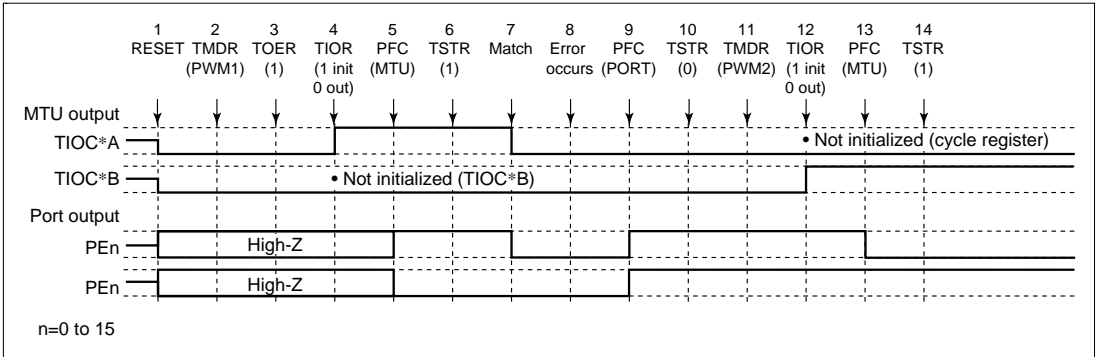 1 2 3 4 5 6 7 8 9 10 11 12 13 14
RESET TMDR TOER TIOR PFC TSTR Match Error PFC TSTR TMDR TIOR PFC TSTR
(PWM1) (1) (1 init (MTU) (1) occurs (PORT) (0) (PWM2) (1 init (MTU) (1)
0 out) 0 out)
MTU output
TIOC*A • Not initialized (cycle register)
TIOC*B • Not initialized (TIOC*B)
Port output
PEn High-Z
PEn High-Z
n=0 to 15